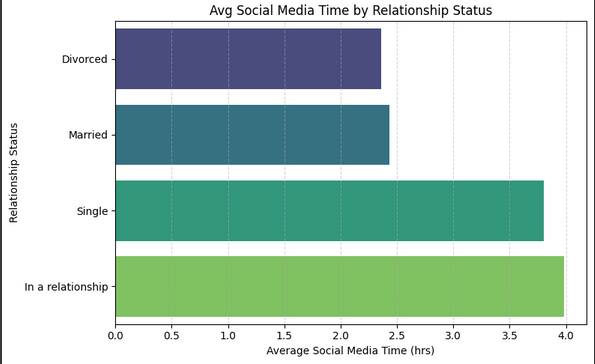 Avg Social Media Time by Relationship Status
Relationship Status
Divorced
Married
Single
In a relationship
0.0 0.5 1.0 1.5 2.0 2.5 3.0 3.5 4.0
Average Social Media Time (hrs)